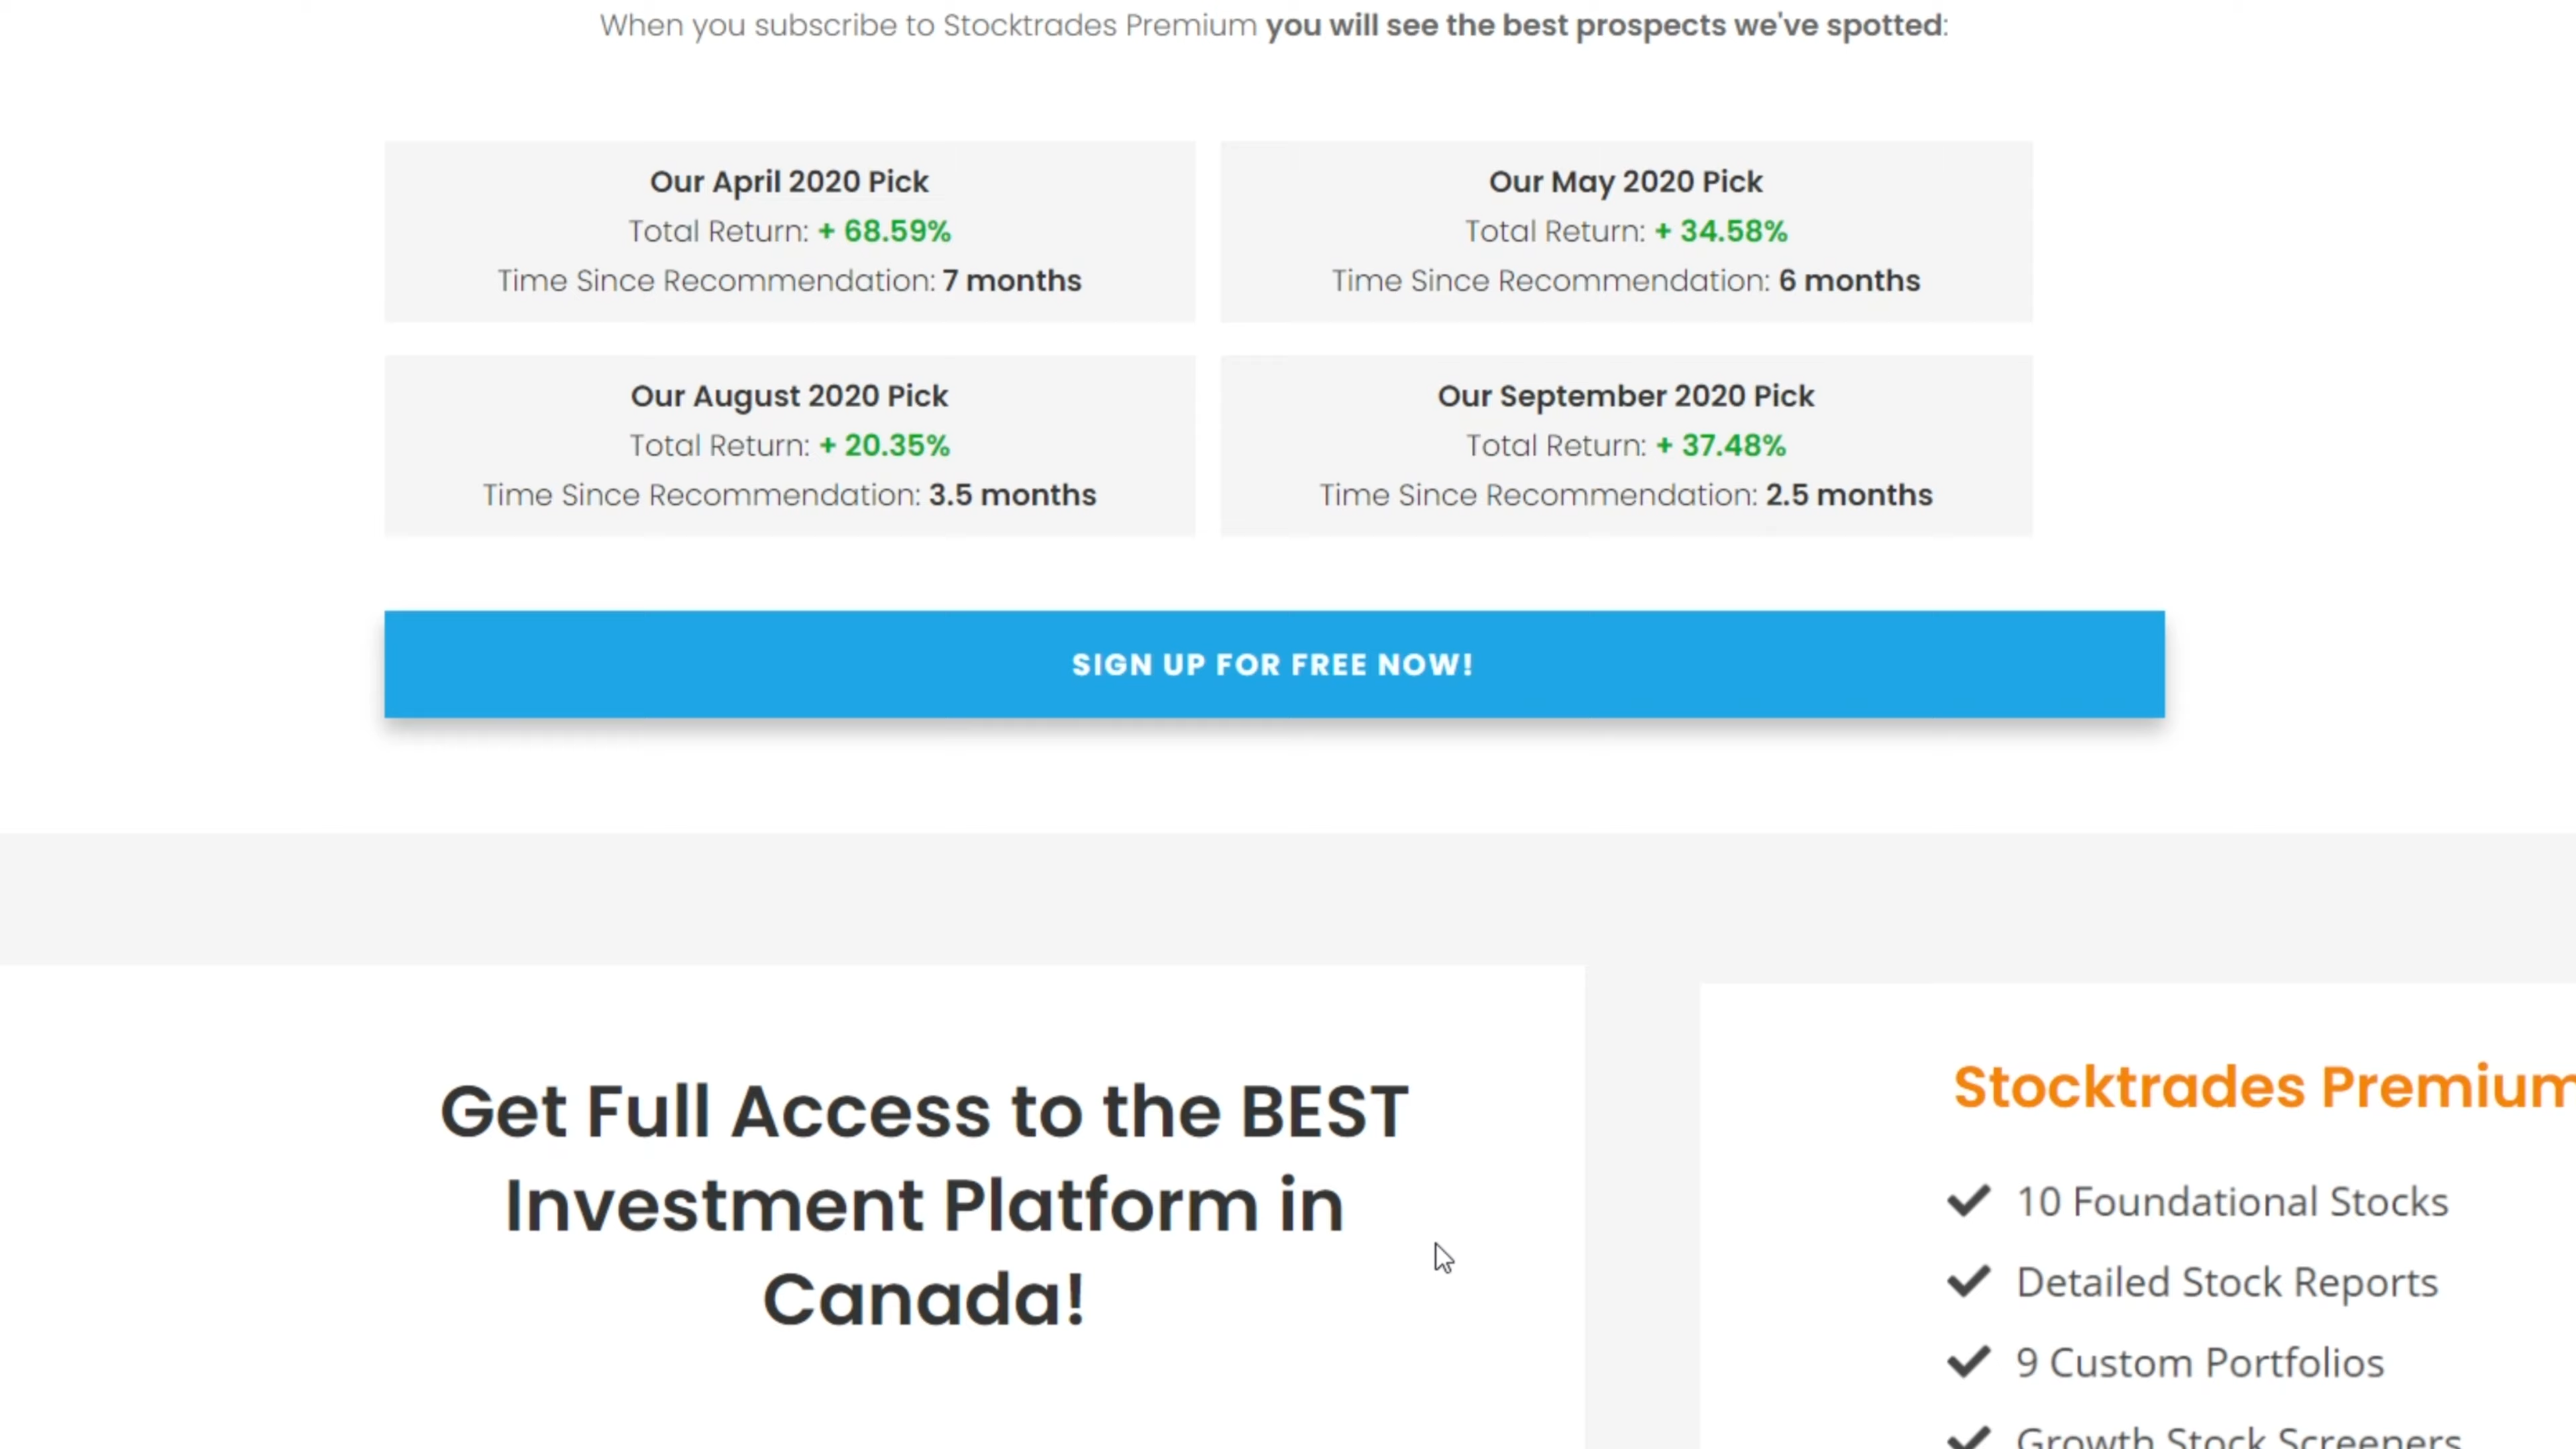 When you subscribe to Stocktrades Premium you will see the best prospects we've spotted:
Our April 2020 Pick
Total Return: + 68.59%
Time Since Recommendation: 7 months
Our May 2020 Pick
Total Return: + 34.58%
Time Since Recommendation: 6 months
Our August 2020 Pick
Total Return: + 20.35%
Time Since Recommendation: 3.5 months
Our September 2020 Pick
Total Return: + 37.48%
Time Since Recommendation: 2.5 months
SIGN UP FOR FREE NOW!
Get Full Access to the BEST
Investment Platform in
Canada!
Stocktrades Premium
10 Foundational Stocks
Detailed Stock Reports
9 Custom Portfolios
Growth Stock Screeners